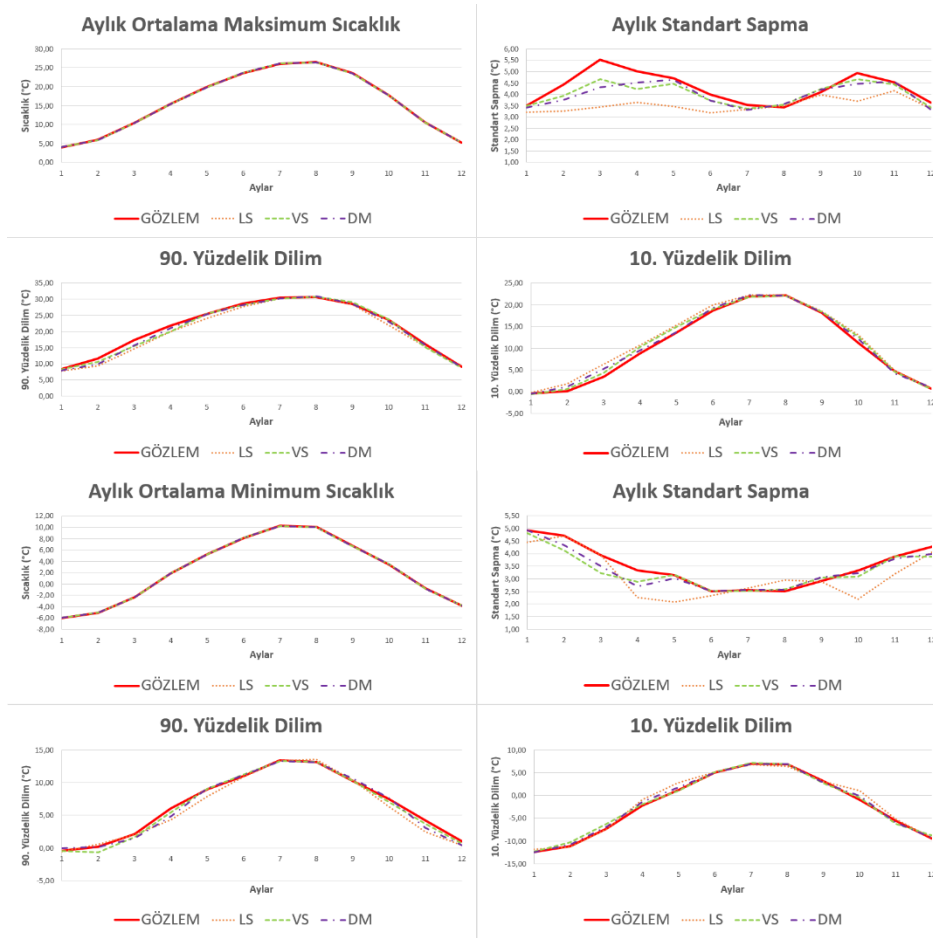 Aylık Ortalama Maksimum Sıcaklık
30,00
25,00
20,00
15,00
10,00
5,00
0,00
Sıcaklık (°C)
1 2 3 4 5 6 7 8 9 10 11 12
Aylar
GÖZLEM LS VS DM
Aylık Standart Sapma
6,00
5,50
5,00
4,50
4,00
3,50
3,00
2,50
2,00
1,50
1,00
Standart Sapma (°C)
1 2 3 4 5 6 7 8 9 10 11 12
Aylar
GÖZLEM LS VS DM
90. Yüzdelik Dilim
35,00
30,00
25,00
20,00
15,00
10,00
5,00
0,00
90. Yüzdelik Dilim (°C)
1 2 3 4 5 6 7 8 9 10 11 12
Aylar
GÖZLEM LS VS DM
10. Yüzdelik Dilim
25,00
20,00
15,00
10,00
5,00
0,00
-5,00
10. Yüzdelik Dilim (°C)
1 2 3 4 5 6 7 8 9 10 11 12
Aylar
GÖZLEM LS VS DM
Aylık Ortalama Minimum Sıcaklık
12,00
10,00
8,00
6,00
4,00
2,00
0,00
-2,00
-4,00
-6,00
-8,00
Sıcaklık (°C)
1 2 3 4 5 6 7 8 9 10 11 12
Aylar
GÖZLEM LS VS DM
Aylık Standart Sapma
5,50
5,00
4,50
4,00
3,50
3,00
2,50
2,00
1,50
1,00
Standart Sapma (°C)
1 2 3 4 5 6 7 8 9 10 11 12
Aylar
GÖZLEM LS VS DM
90. Yüzdelik Dilim
15,00
10,00
5,00
0,00
-5,00
90. Yüzdelik Dilim (°C)
1 2 3 4 5 6 7 8 9 10 11 12
Aylar
GÖZLEM LS VS DM
10. Yüzdelik Dilim
10,00
5,00
0,00
-5,00
-10,00
-15,00
10. Yüzdelik Dilim (°C)
1 2 3 4 5 6 7 8 9 10 11 12
Aylar
GÖZLEM LS VS DM